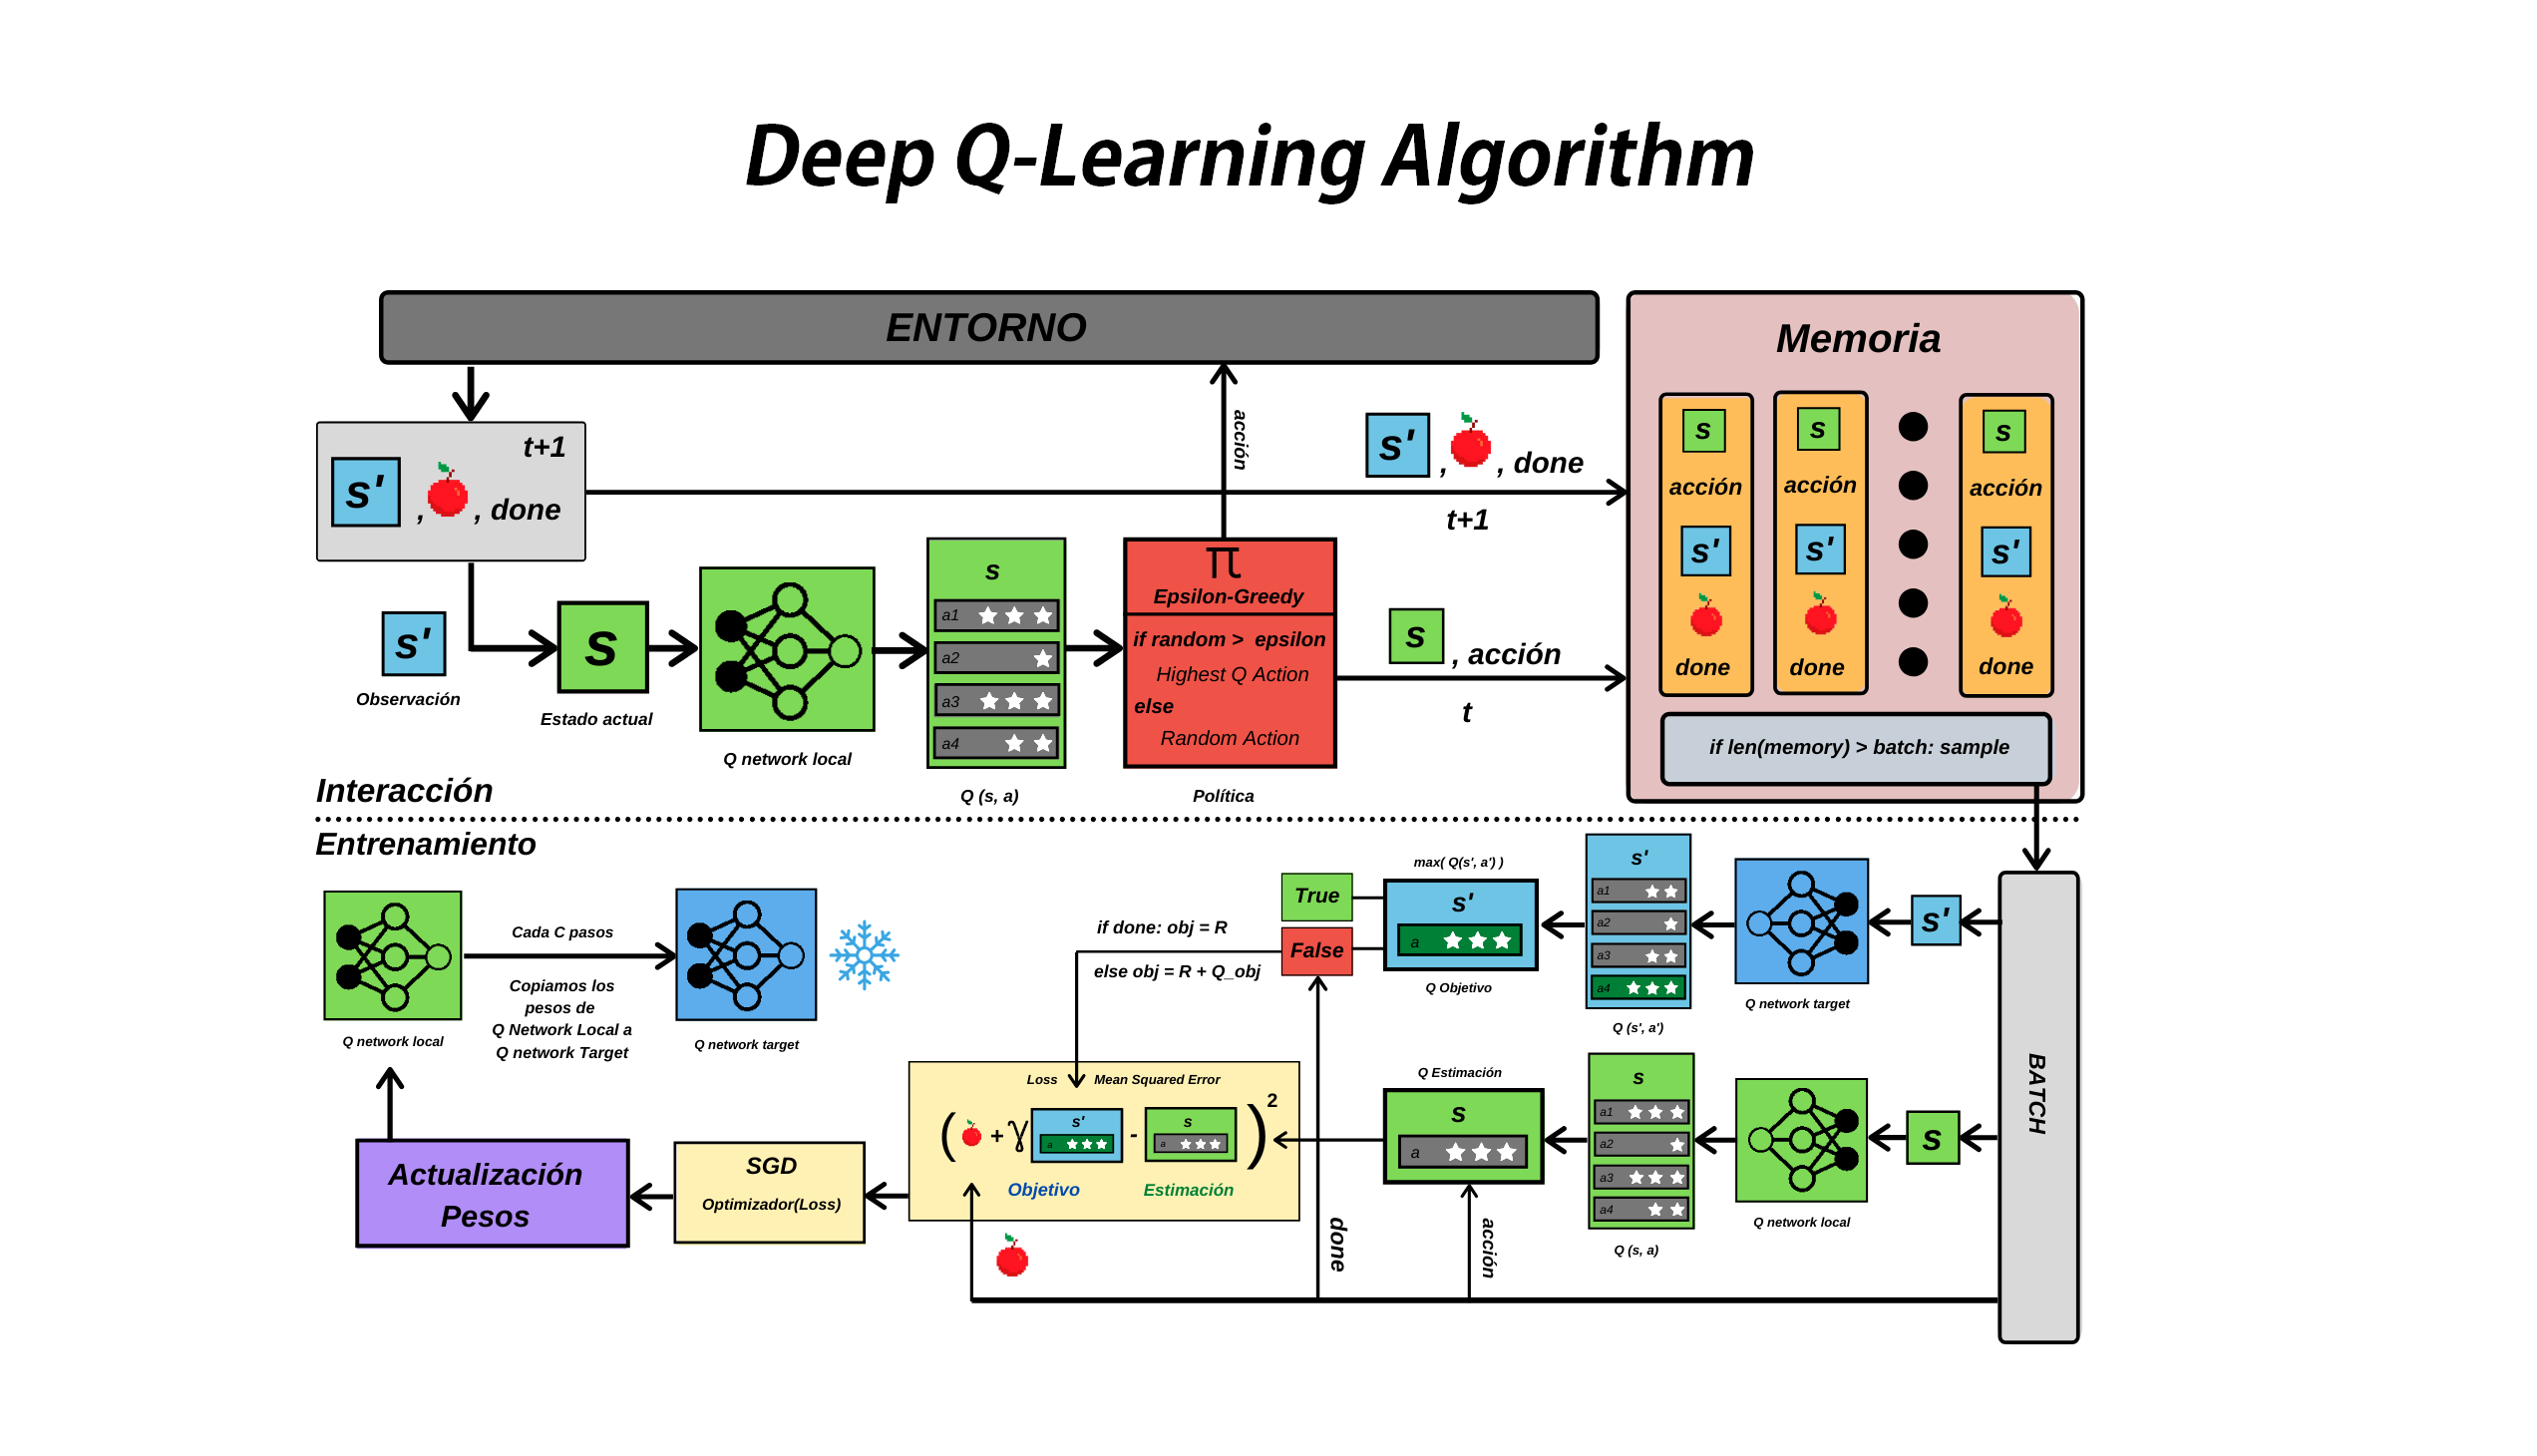 Deep Q-Learning Algorithm
ENTORNO
t+1
s' , , done
acción
s' , , done
t+1
Observación
s'
s
Estado actual
Q network local
s
a1
a2
a3
a4
Q (s, a)
π
Epsilon-Greedy
if random > epsilon
Highest Q Action
else
Random Action
Política
s , acción
t
Memoria
s
acción
s'
done
s
acción
s'
done
s
acción
s'
done
if len(memory) > batch: sample
Interacción
Entrenamiento
Q network local
Cada C pasos
Copiamos los
pesos de
Q Network Local a
Q network Target
Q network target
if done: obj = R
else obj = R + Q_obj
True
False
max( Q(s', a') )
s'
a
Q Objetivo
s'
a1
a2
a3
a4
Q (s', a')
Q network target
s'
BATCH
Loss Mean Squared Error
( + γ s' a - s a ) 2
Objetivo Estimación
Q Estimación
s
a
s
a1
a2
a3
a4
Q (s, a)
Q network local
s
done
acción
SGD
Optimizador(Loss)
Actualización
Pesos